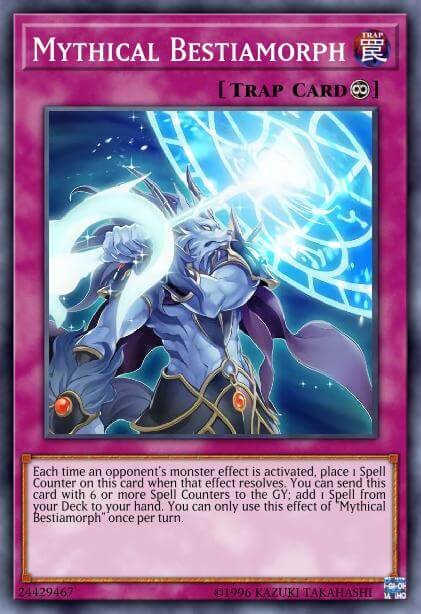 MYTHICAL BESTIAMORPH
TRAP
罠
[TRAP CARD]
Each time an opponent's monster effect is activated, place 1 Spell
Counter on this card when that effect resolves. You can send this
card with 6 or more Spell Counters to the GY; add 1 Spell from
your Deck to your hand. You can only use this effect of "Mythical
Bestiamorph" once per turn.
24429467
©1996 KAZUKI TAKAHASHI